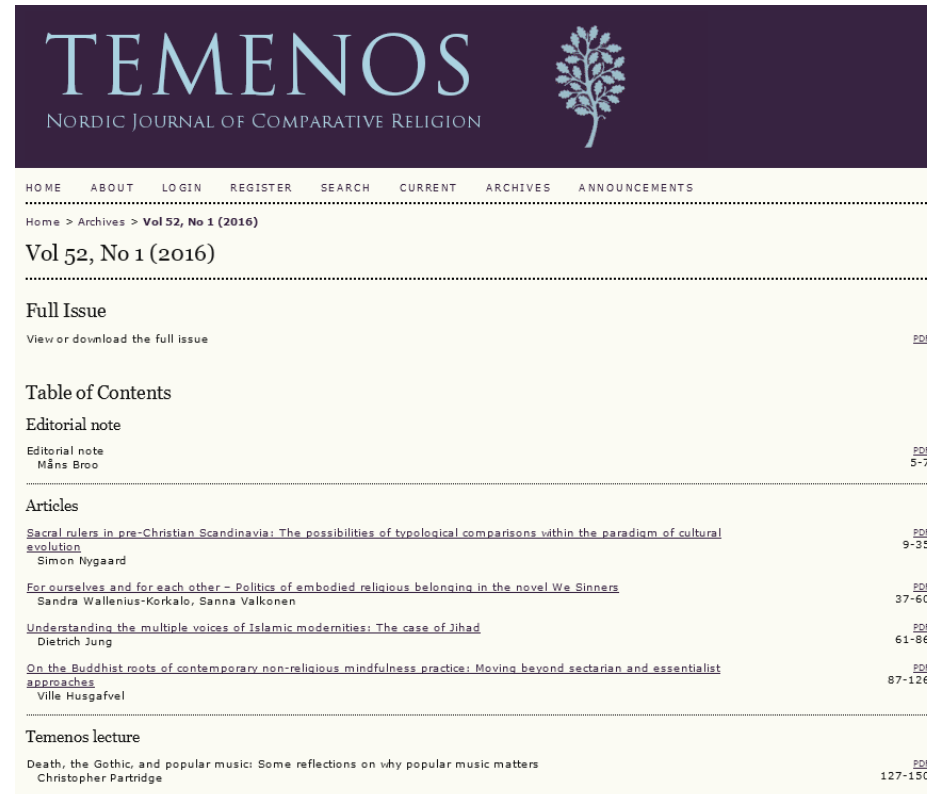 TEMENOS
NORDIC JOURNAL OF COMPARATIVE RELIGION
HOME ABOUT LOGIN REGISTER SEARCH CURRENT ARCHIVES ANNOUNCEMENTS
Home > Archives > Vol 52, No 1 (2016)
Vol 52, No 1 (2016)
Full Issue
View or download the full issue PDF
Table of Contents
Editorial note
Editorial note PDF
Måns Broo 5-7
Articles
Sacral rulers in pre-Christian Scandinavia: The possibilities of typological comparisons within the paradigm of cultural PDF
evolution 9-35
Simon Nygaard
For ourselves and for each other – Politics of embodied religious belonging in the novel We Sinners PDF
Sandra Wallenius-Korkalo, Sanna Valkonen 37-60
Understanding the multiple voices of Islamic modernities: The case of Jihad PDF
Dietrich Jung 61-86
On the Buddhist roots of contemporary non-religious mindfulness practice: Moving beyond sectarian and essentialist PDF
approaches 87-126
Ville Husgafvel
Temenos lecture
Death, the Gothic, and popular music: Some reflections on why popular music matters PDF
Christopher Partridge 127-150